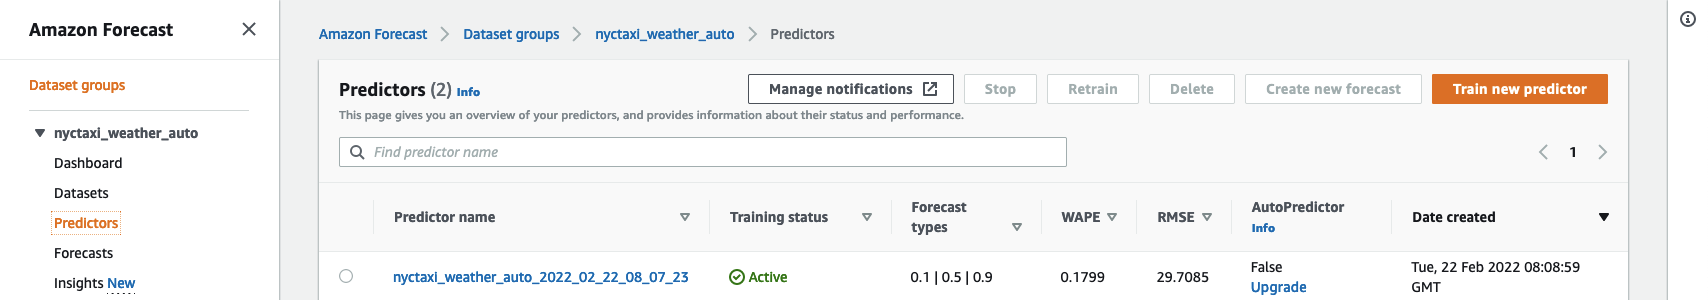 Amazon Forecast
Dataset groups
nyctaxi_weather_auto
Dashboard
Datasets
Predictors
Forecasts
Insights New
Amazon Forecast > Dataset groups > nyctaxi_weather_auto > Predictors
Predictors (2) Info
Manage notifications
Stop
Retrain
Delete
Create new forecast
Train new predictor
This page gives you an overview of your predictors, and provides information about their status and performance.
Find predictor name
1
Predictor name
Training status
Forecast
types
WAPE
RMSE
AutoPredictor
Info
Date created
nyctaxi_weather_auto_2022_02_22_08_07_23
Active
0.1 | 0.5 | 0.9
0.1799
29.7085
False
Upgrade
Tue, 22 Feb 2022 08:08:59
GMT